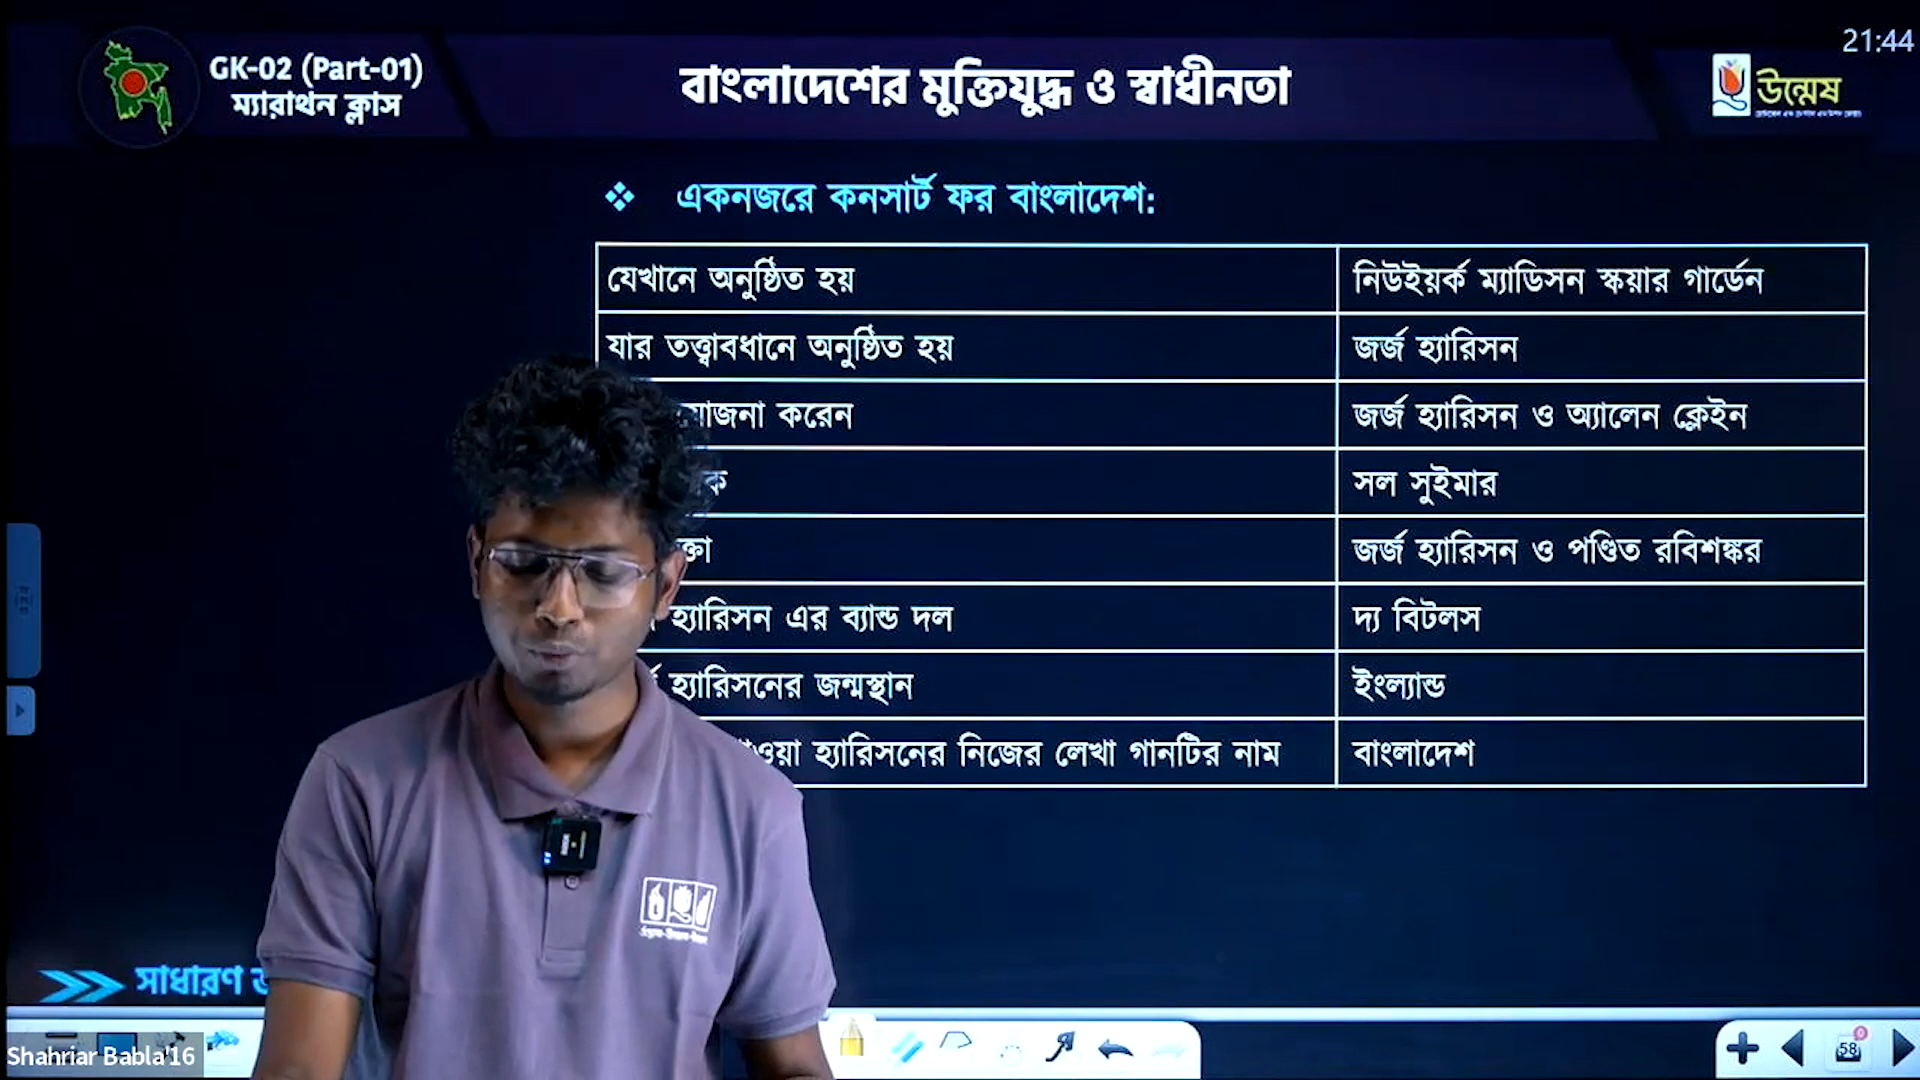 21:44
GK-02 (Part-01)
ম্যারাথন ক্লাস
বাংলাদেশের মুক্তিযুদ্ধ ও স্বাধীনতা
উন্মেষ
একনজরে কনসার্ট ফর বাংলাদেশ:
যেখানে অনুষ্ঠিত হয় নিউইয়র্ক ম্যাডিসন স্কয়ার গার্ডেন
যার তত্ত্বাবধানে অনুষ্ঠিত হয় জর্জ হ্যারিসন
করেন জর্জ হ্যারিসন ও অ্যালেন ক্লেইন
সল সুইমার
জর্জ হ্যারিসন ও পণ্ডিত রবিশঙ্কর
হ্যারিসন এর ব্যান্ড দল দ্য বিটলস
হ্যারিসনের জন্মস্থান ইংল্যান্ড
হ্যারিসনের নিজের লেখা গানটির নাম বাংলাদেশ
সাধারণ
Shahriar Babla'16
58